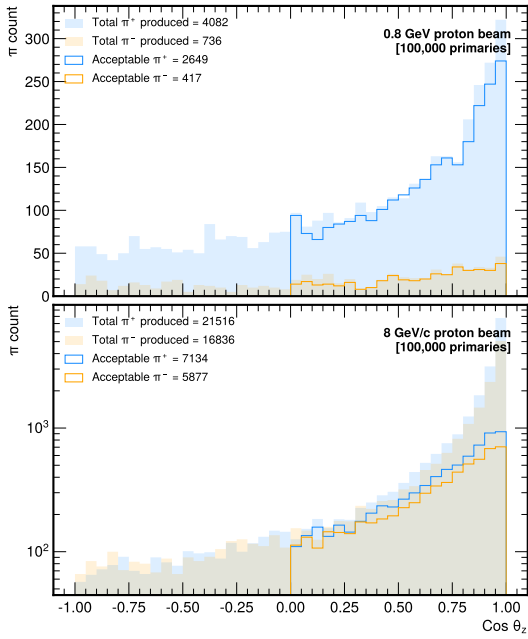 π count
300
250
200
150
100
50
0
Total π⁺ produced = 4082
Total π⁻ produced = 736
Acceptable π⁺ = 2649
Acceptable π⁻ = 417
0.8 GeV proton beam
[100,000 primaries]
π count
10³
10²
Total π⁺ produced = 21516
Total π⁻ produced = 16836
Acceptable π⁺ = 7134
Acceptable π⁻ = 5877
8 GeV/c proton beam
[100,000 primaries]
-1.00 -0.75 -0.50 -0.25 0.00 0.25 0.50 0.75 1.00
Cos θ_z